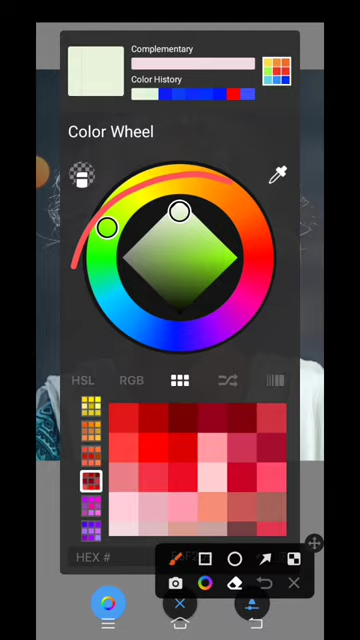 Complementary
Color History
Color Wheel
HSL
RGB
HEX #